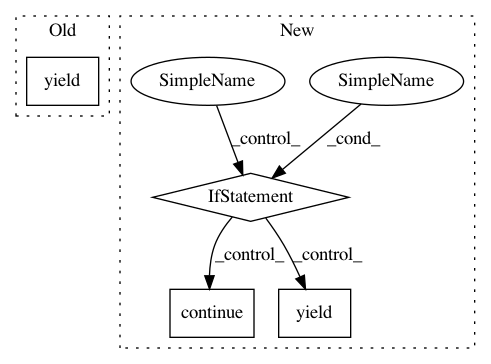 Old
New
yield
SimpleName
SimpleName
_control_
_cond_
IfStatement
_control_
_control_
continue
yield